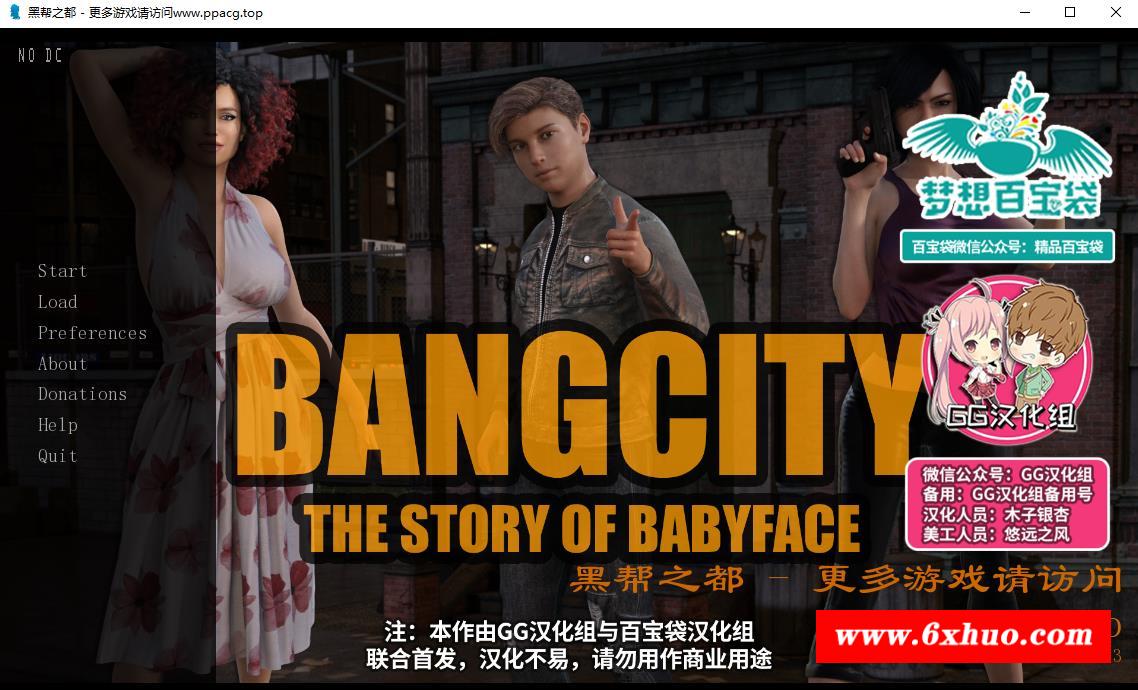 黑帮之都 - 更多游戏请访问www.ppacg.top
NO DC
Start
Load
Preferences
About
Donations
Help
Quit
BANGCITY
THE STORY OF BABYFACE
黑帮之都 - 更多游戏请访问
梦想百宝袋
百宝袋微信公众号：精品百宝袋
GG汉化组
微信公众号：GG汉化组
备用：GG汉化组备用号
汉化人员：木子银杏
美工人员：悠远之风
注：本作由GG汉化组与百宝袋汉化组
联合首发，汉化不易，请勿用作商业用途
www.6xhuo.com